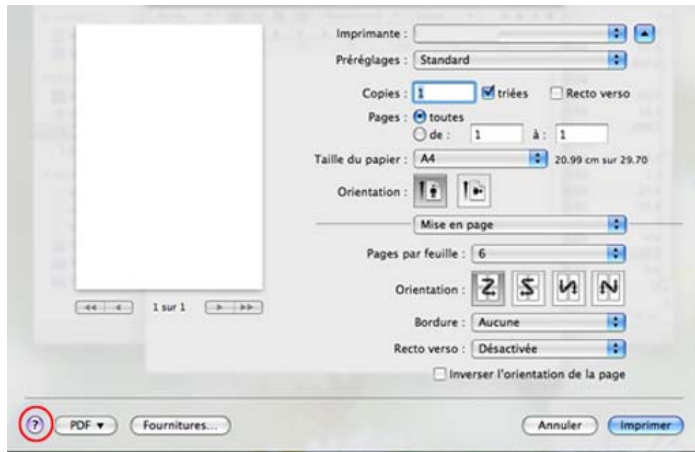 Imprimante :
Préréglages : Standard
Copies : 1 triées Recto verso
Pages : toutes
de : 1 à : 1
Taille du papier : A4 20.99 cm sur 29.70
Orientation :
Mise en page
Pages par feuille : 6
Orientation :
1 sur 1
Bordure : Aucune
Recto verso : Désactivée
Inverser l'orientation de la page
? PDF Fournitures... Annuler Imprimer